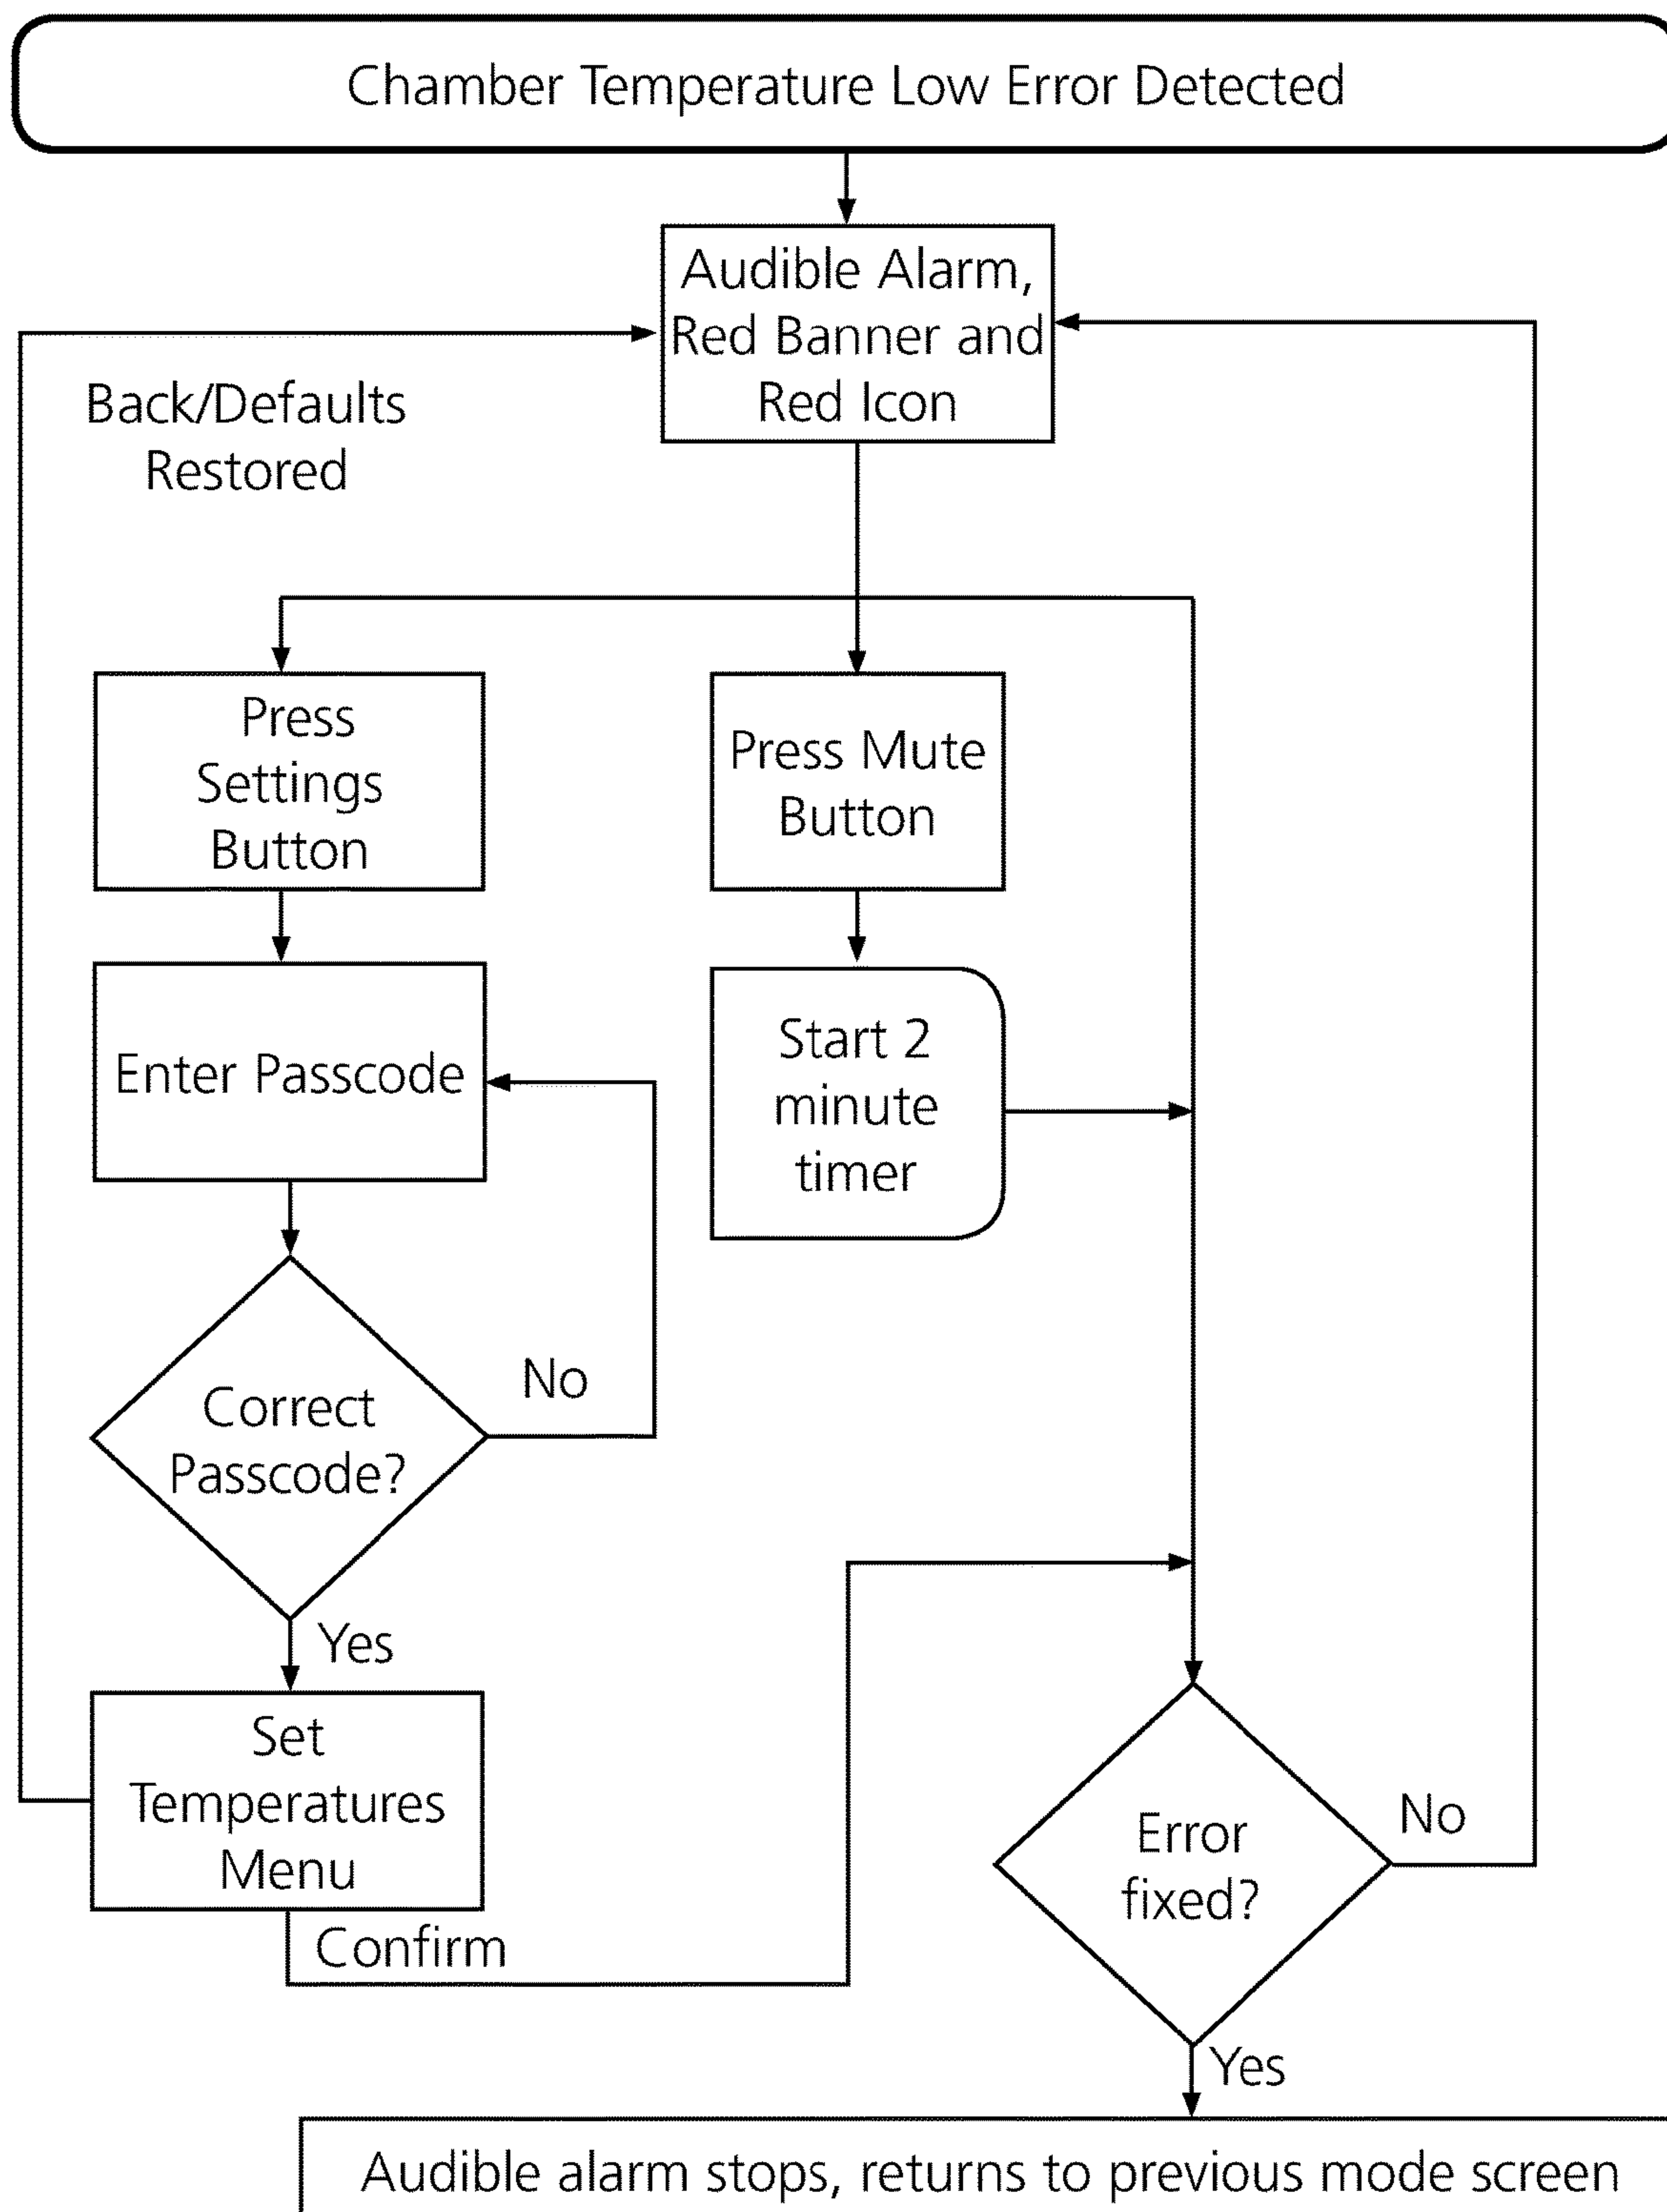 Chamber Temperature Low Error Detected
Audible Alarm,
Red Banner and
Red Icon
Back/Defaults
Restored
Press
Settings
Button
Press Mute
Button
Enter Passcode
Start 2
minute
timer
Correct
Passcode?
No
Yes
Set
Temperatures
Menu
Confirm
Error
fixed?
No
Yes
Audible alarm stops, returns to previous mode screen